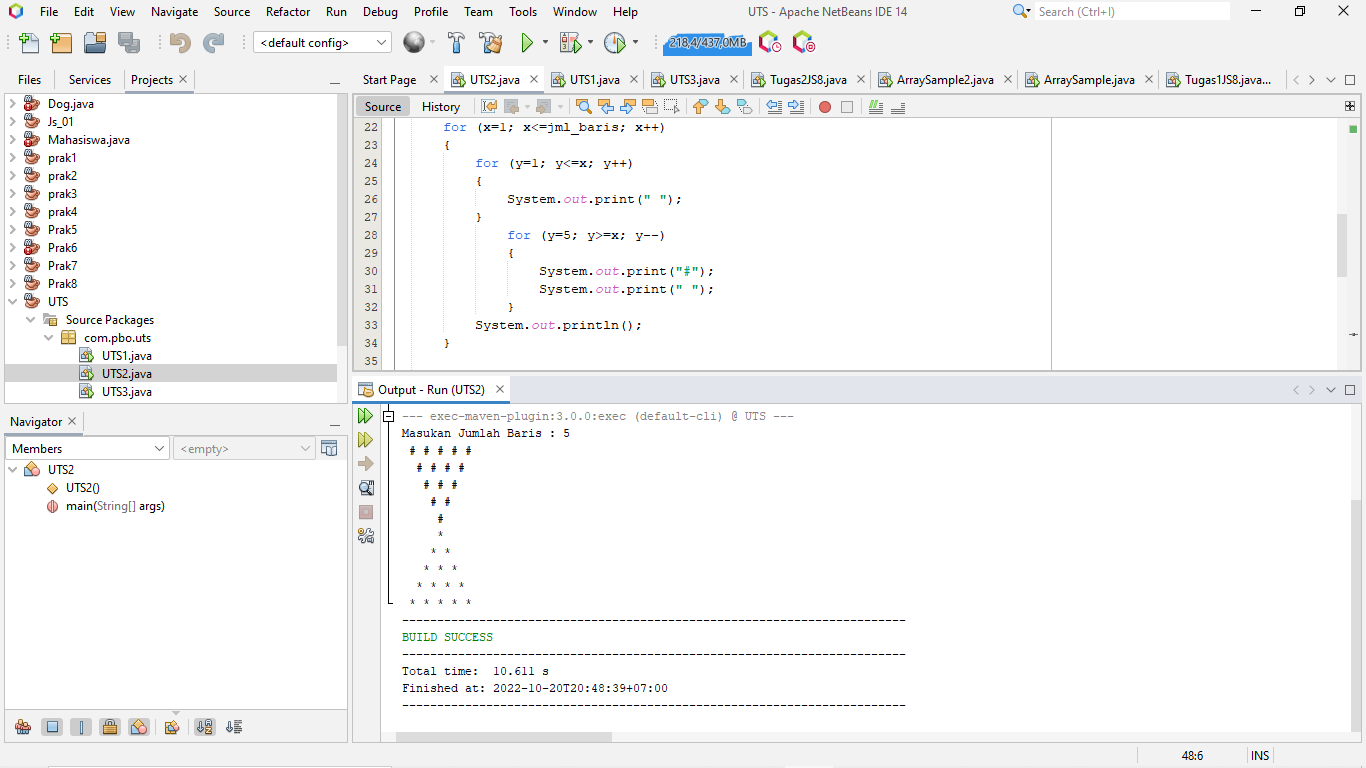 File Edit View Navigate Source Refactor Run Debug Profile Team Tools Window Help UTS - Apache NetBeans IDE 14 Search (Ctrl+I)
<default config> 218,4/437,0MB
Files Services Projects
Dog.java
Js_01
Mahasiswa.java
prak1
prak2
prak3
prak4
Prak5
Prak6
Prak7
Prak8
UTS
Source Packages
com.pbo.uts
UTS1.java
UTS2.java
UTS3.java
Navigator
Members <empty>
UTS2
UTS2()
main(String[] args)
Start Page UTS2.java UTS1.java UTS3.java Tugas2JS8.java ArraySample2.java ArraySample.java Tugas1JS8.java...
Source History
22 for (x=1; x<=jml_baris; x++)
23 {
24 for (y=1; y<=x; y++)
25 {
26 System.out.print(" ");
27 }
28 for (y=5; y>=x; y--)
29 {
30 System.out.print("#");
31 System.out.print(" ");
32 }
33 System.out.println();
34 }
35
Output - Run (UTS2)
--- exec-maven-plugin:3.0.0:exec (default-cli) @ UTS ---
Masukan Jumlah Baris : 5
# # # # #
# # # #
# # #
# #
#
*
* *
* * *
* * * *
* * * * *
------------------------------------------------------------------------
BUILD SUCCESS
------------------------------------------------------------------------
Total time: 10.611 s
Finished at: 2022-10-20T20:48:39+07:00
------------------------------------------------------------------------
48:6 INS